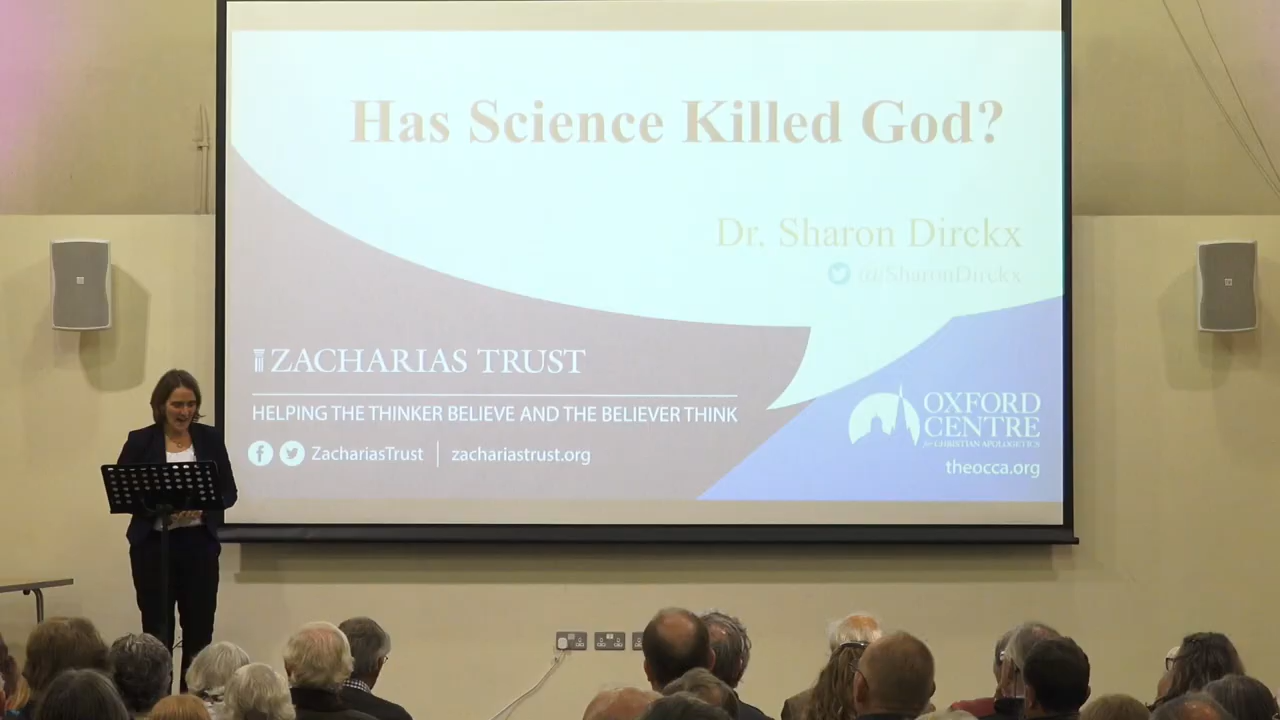 Has Science Killed God?
Dr. Sharon Dirckx
@SharonDirckx
ZACHARIAS TRUST
HELPING THE THINKER BELIEVE AND THE BELIEVER THINK
ZachariasTrust
zachariastrust.org
OXFORD
CENTRE
for CHRISTIAN APOLOGETICS
theocca.org